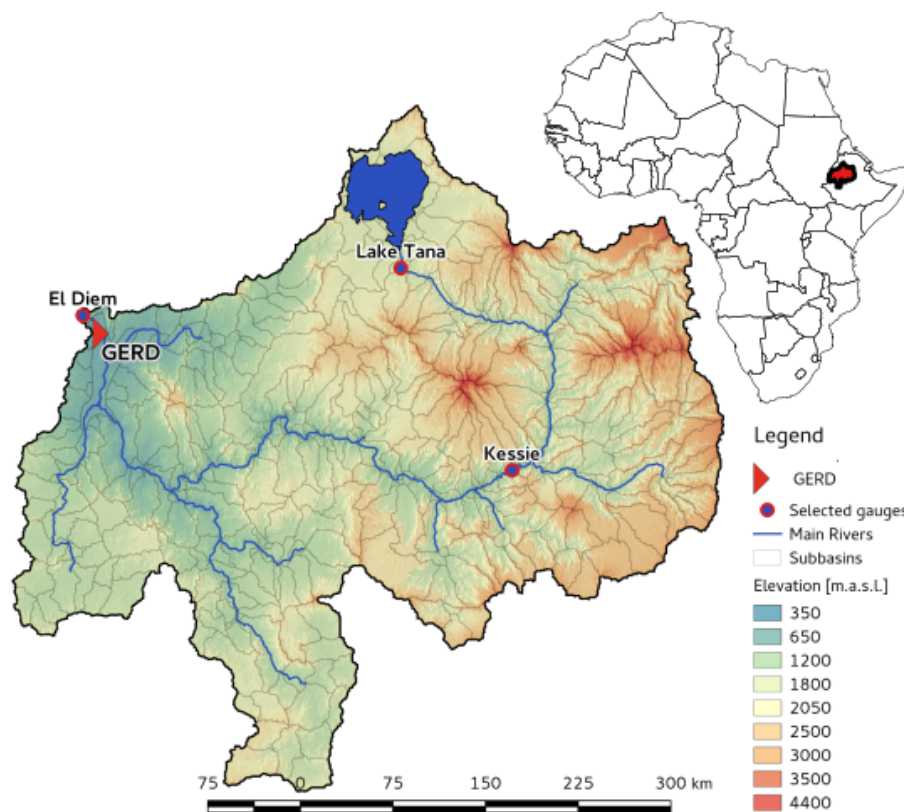 Lake Tana
El Diem
GERD
Kessie
Legend
GERD
Selected gauges
Main Rivers
Subbasins
Elevation [m.a.s.l.]
350
650
1200
1800
2050
2500
3000
3500
4400
75 0 75 150 225 300 km